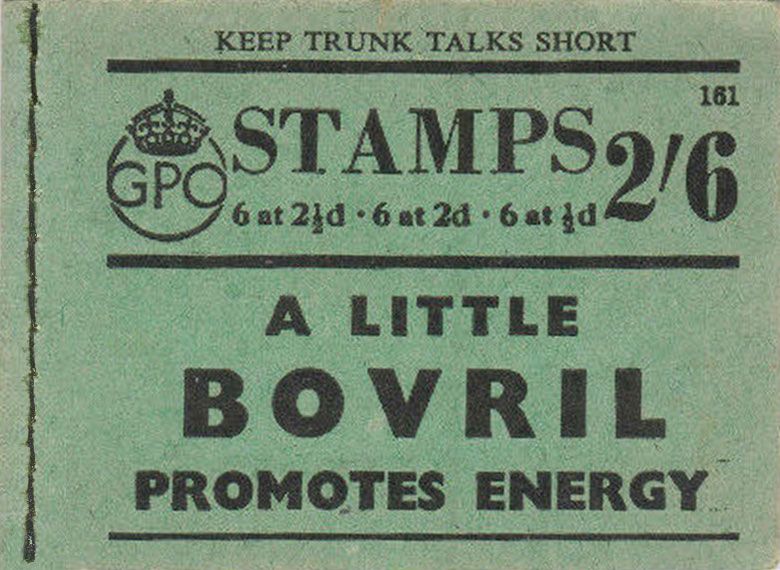 KEEP TRUNK TALKS SHORT
161
GPO
STAMPS 2/6
6 at 2½d · 6 at 2d · 6 at ½d
A LITTLE
BOVRIL
PROMOTES ENERGY